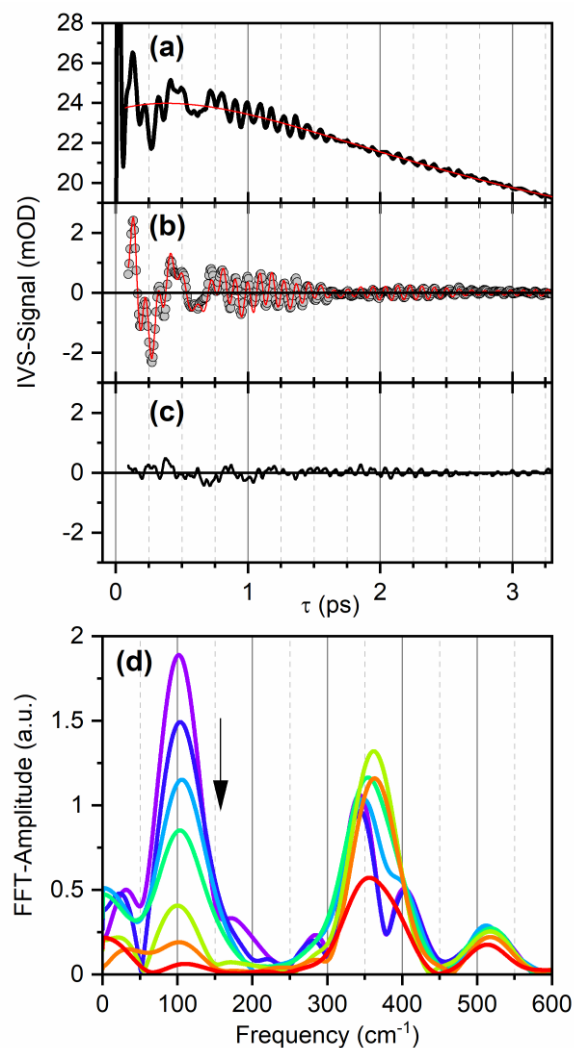 28
(a)
26
24
22
20
IVS-Signal (mOD)
2
(b)
0
-2
2
(c)
0
-2
0 1 2 3
τ (ps)
2
(d)
1.5
1
0.5
0
FFT-Amplitude (a.u.)
0 100 200 300 400 500 600
Frequency (cm⁻¹)